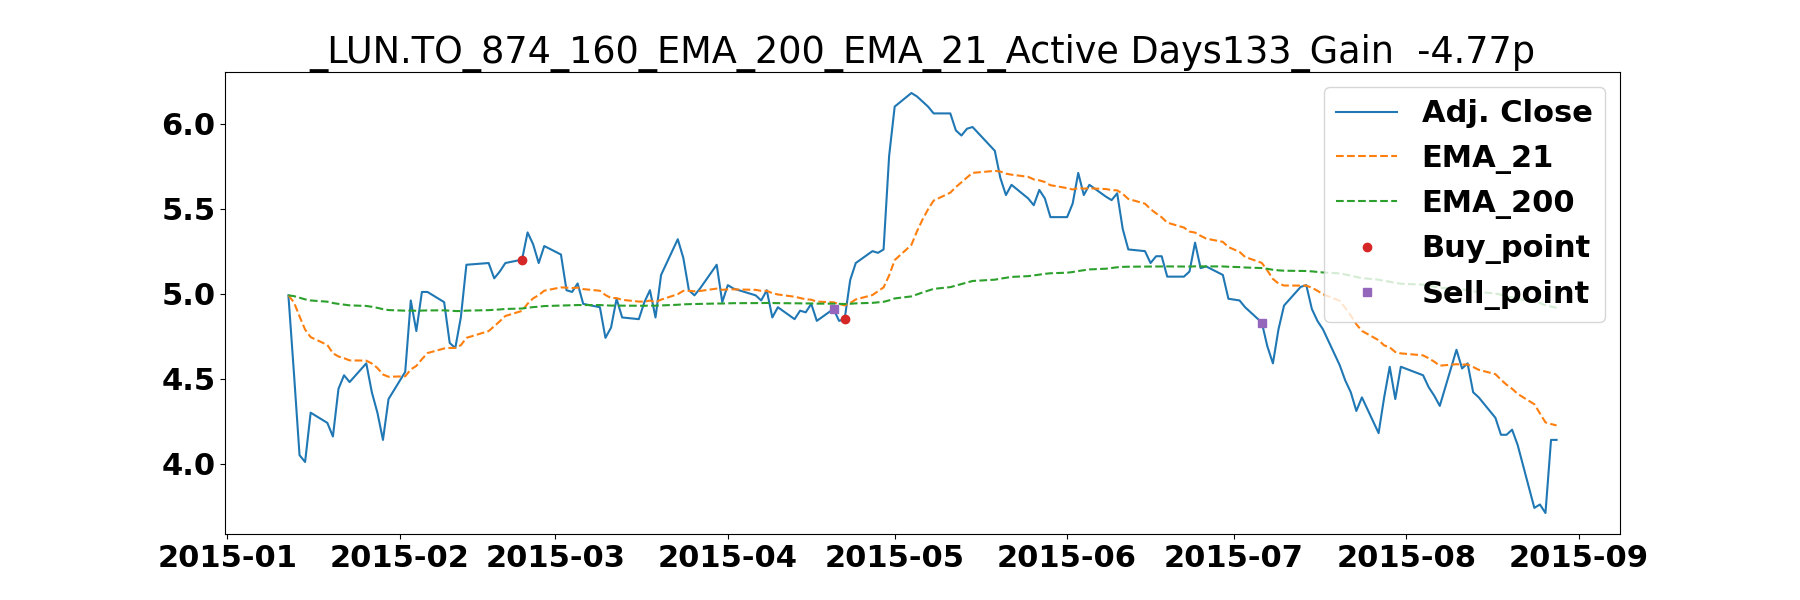 _LUN.TO_874_160_EMA_200_EMA_21_Active Days133_Gain  -4.77p
Adj. Close
EMA_21
EMA_200
Buy_point
Sell_point
6.0
5.5
5.0
4.5
4.0
2015-01 2015-02 2015-03 2015-04 2015-05 2015-06 2015-07 2015-08 2015-09